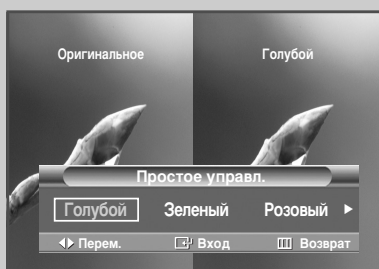 Оригинальное Голубой
Простое управл.
Голубой Зеленый Розовый
Перем. Вход Возврат